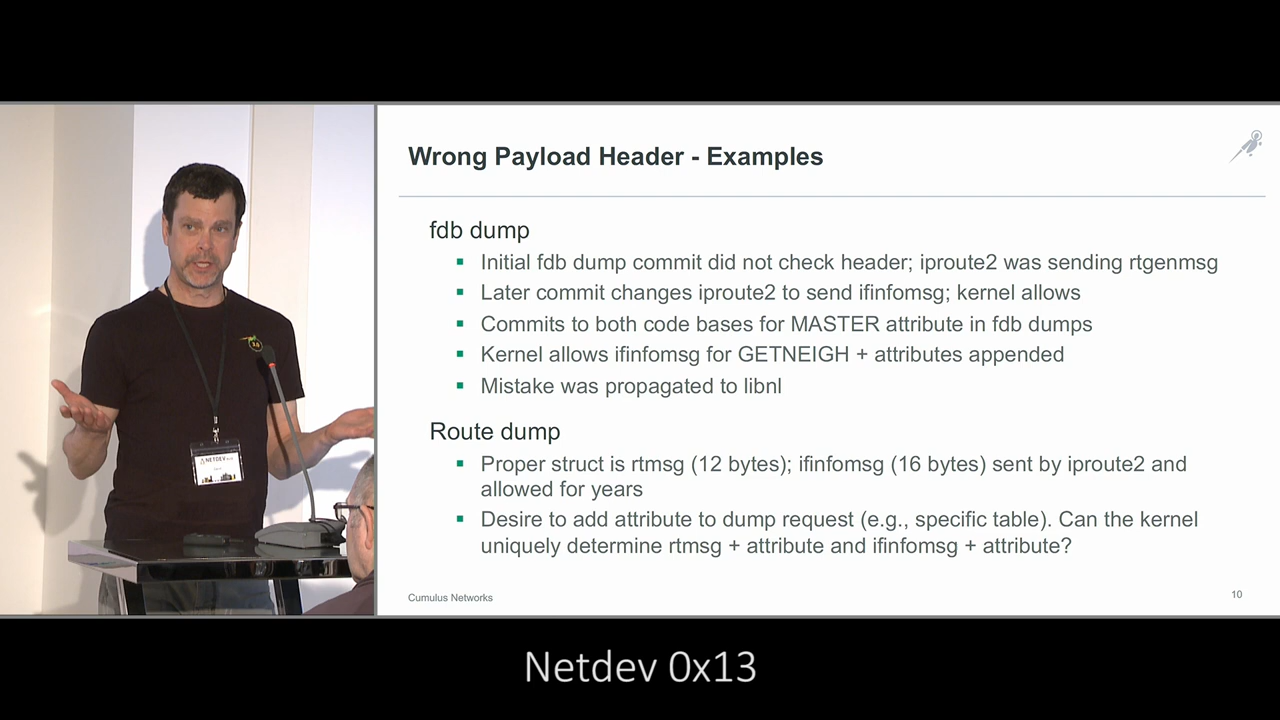 Wrong Payload Header - Examples
fdb dump
Initial fdb dump commit did not check header; iproute2 was sending rtgenmsg
Later commit changes iproute2 to send ifinfomsg; kernel allows
Commits to both code bases for MASTER attribute in fdb dumps
Kernel allows ifinfomsg for GETNEIGH + attributes appended
Mistake was propagated to libnl
Route dump
Proper struct is rtmsg (12 bytes); ifinfomsg (16 bytes) sent by iproute2 and
allowed for years
Desire to add attribute to dump request (e.g., specific table). Can the kernel
uniquely determine rtmsg + attribute and ifinfomsg + attribute?
Cumulus Networks
10
NETDEV
Netdev 0x13